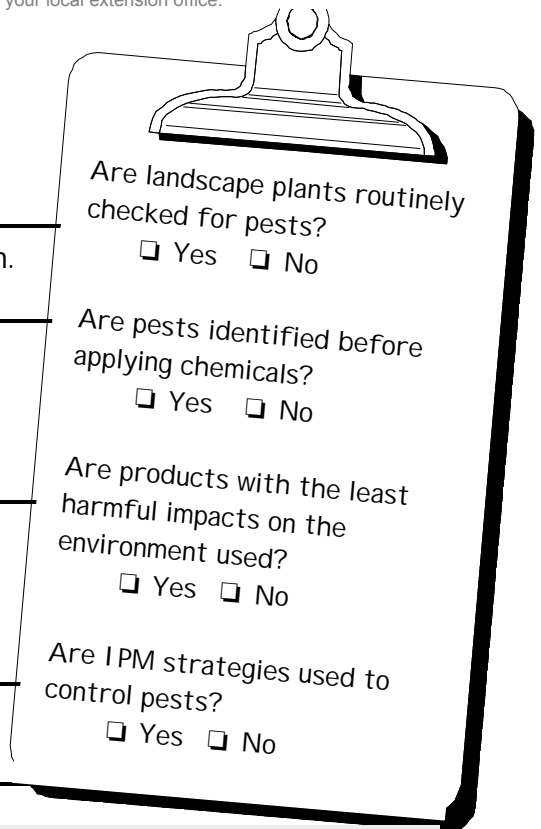 your local extension office.
Are landscape plants routinely
checked for pests?
❏ Yes ❏ No
n.
Are pests identified before
applying chemicals?
❏ Yes ❏ No
Are products with the least
harmful impacts on the
environment used?
❏ Yes ❏ No
Are IPM strategies used to
control pests?
❏ Yes ❏ No